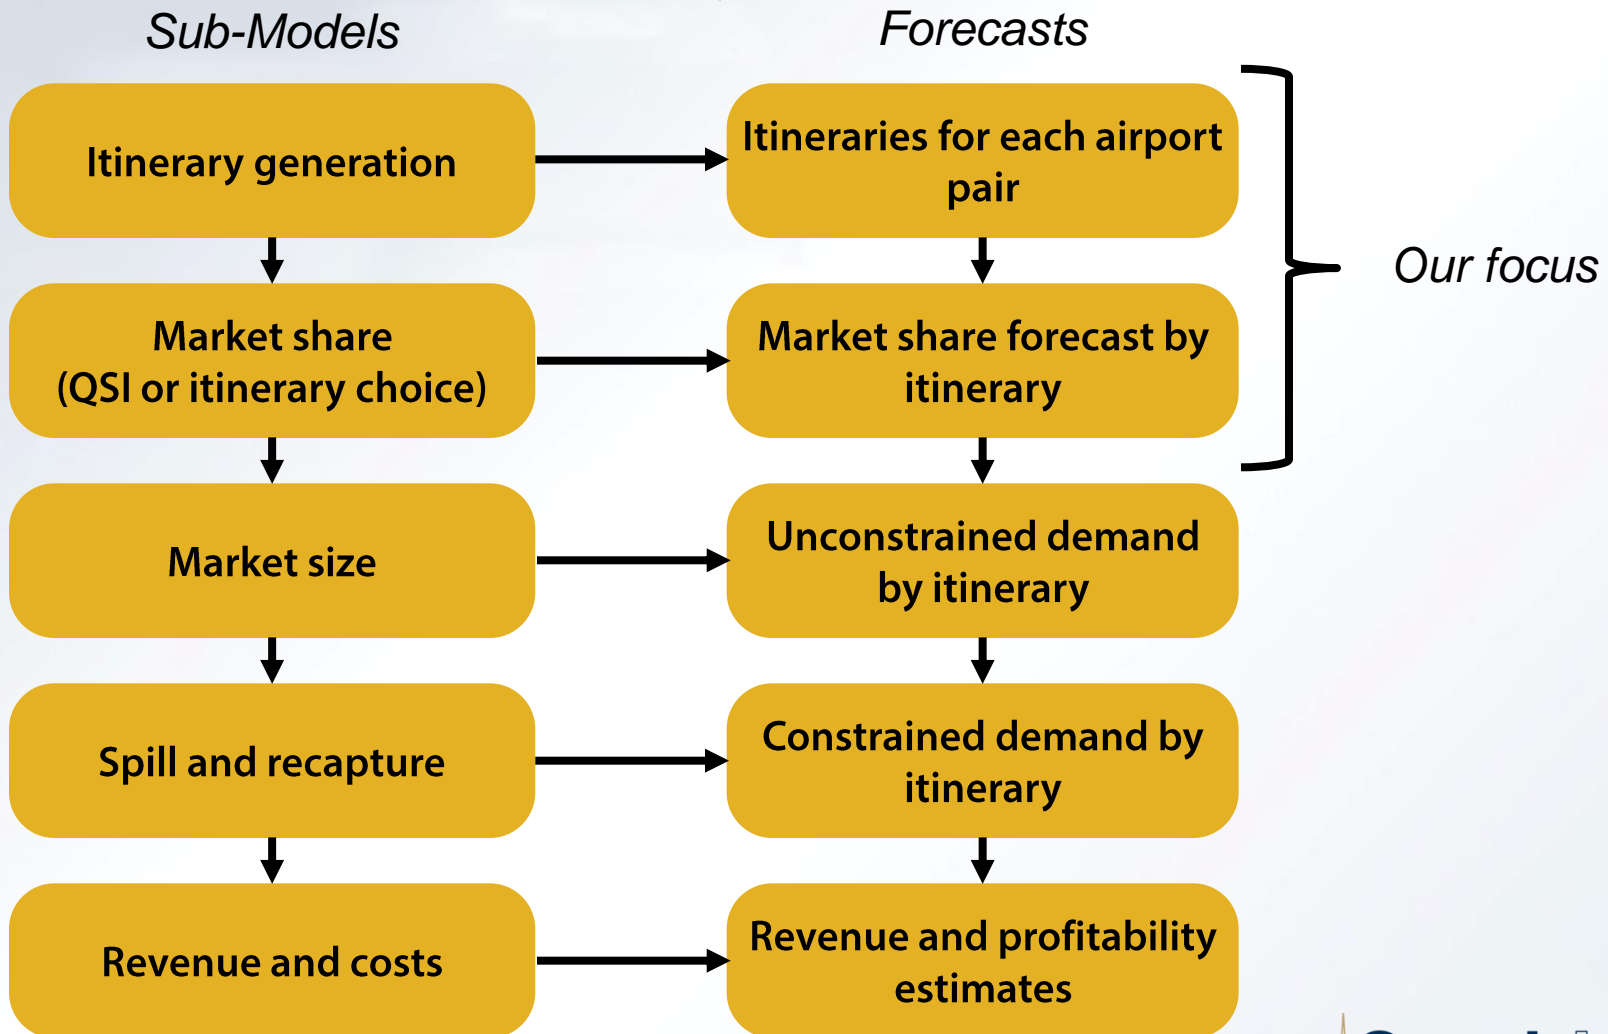 Sub-Models
Forecasts
Itinerary generation
Itineraries for each airport
pair
Market share
(QSI or itinerary choice)
Market share forecast by
itinerary
Our focus
Market size
Unconstrained demand
by itinerary
Spill and recapture
Constrained demand by
itinerary
Revenue and costs
Revenue and profitability
estimates